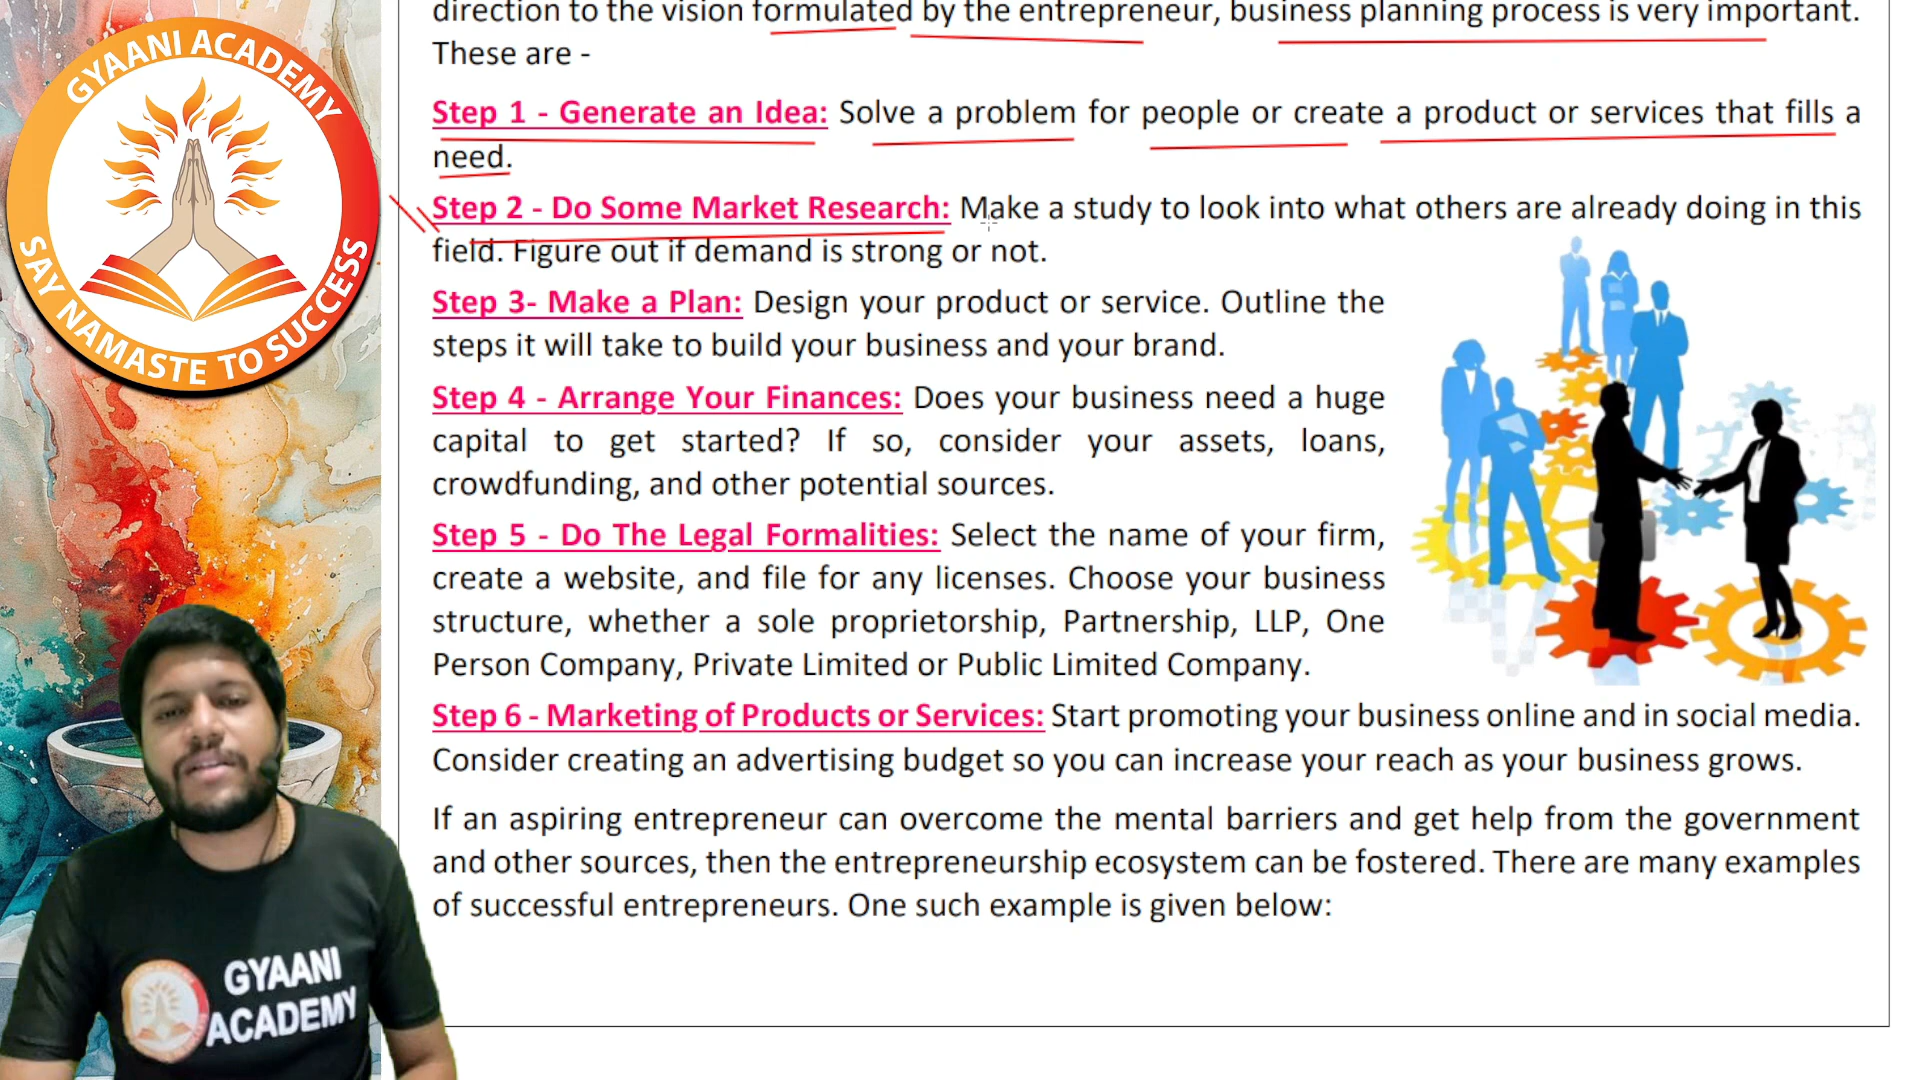 GYAANI ACADEMY
SAY NAMASTE TO SUCCESS
direction to the vision formulated by the entrepreneur, business planning process is very important.
These are -
Step 1 - Generate an Idea: Solve a problem for people or create a product or services that fills a
need.
Step 2 - Do Some Market Research: Make a study to look into what others are already doing in this
field. Figure out if demand is strong or not.
Step 3- Make a Plan: Design your product or service. Outline the
steps it will take to build your business and your brand.
Step 4 - Arrange Your Finances: Does your business need a huge
capital to get started? If so, consider your assets, loans,
crowdfunding, and other potential sources.
Step 5 - Do The Legal Formalities: Select the name of your firm,
create a website, and file for any licenses. Choose your business
structure, whether a sole proprietorship, Partnership, LLP, One
Person Company, Private Limited or Public Limited Company.
Step 6 - Marketing of Products or Services: Start promoting your business online and in social media.
Consider creating an advertising budget so you can increase your reach as your business grows.
If an aspiring entrepreneur can overcome the mental barriers and get help from the government
and other sources, then the entrepreneurship ecosystem can be fostered. There are many examples
of successful entrepreneurs. One such example is given below:
GYAANI
ACADEMY